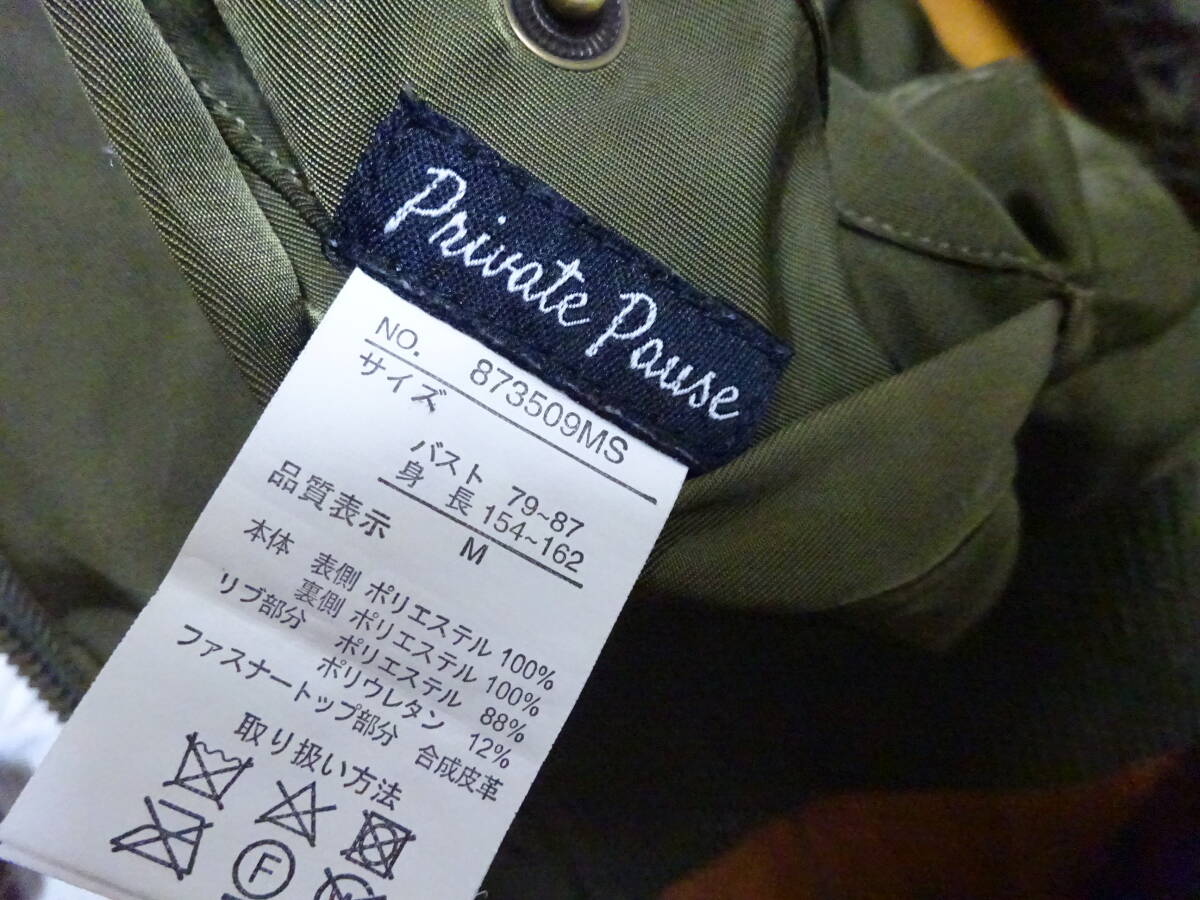 Private Pause
NO. 873509MS
サイズ
バスト 79~87
身 長 154~162
M
品質表示
本体 表側 ポリエステル 100%
裏側 ポリエステル 100%
リブ部分 ポリエステル 88%
ポリウレタン 12%
ファスナートップ部分 合成皮革
取り扱い方法
F